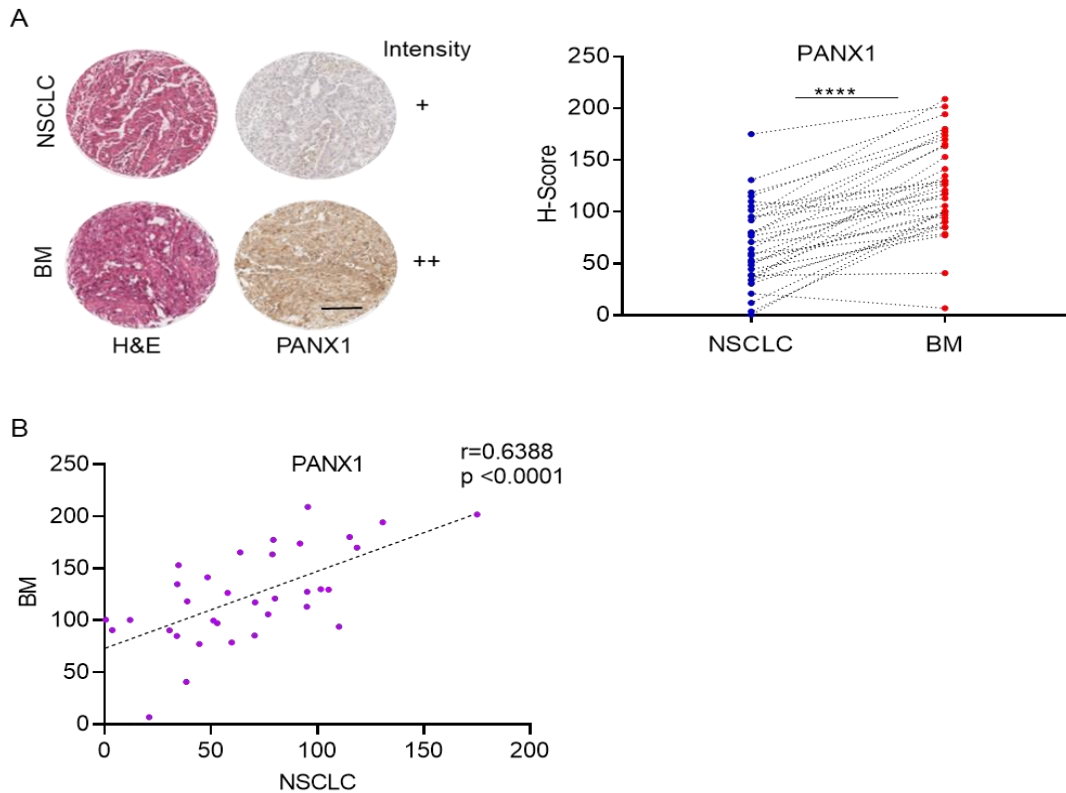 A
Intensity
NSCLC
+
BM
++
H&E
PANX1
PANX1
****
250
200
150
100
50
0
H-Score
NSCLC
BM
B
PANX1
r=0.6388
p <0.0001
250
200
150
100
50
0
BM
0
50
100
150
200
NSCLC